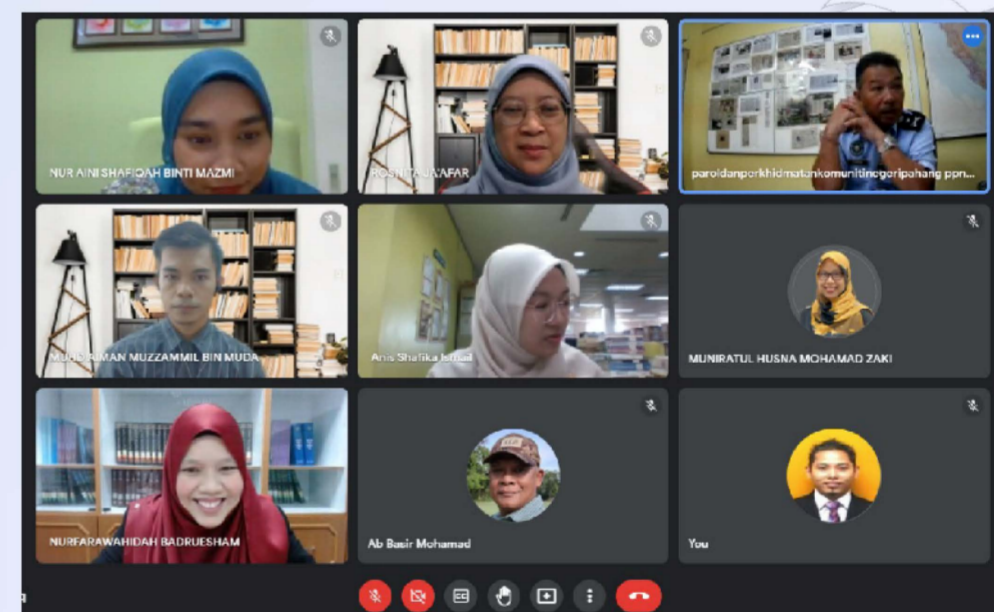 NUR AINI SHAFIQAH BINTI MAZMI
ROSNITA JA'AFAR
paroldanperkhidmatankomunitinegeripahang ppn...
MUHD AIMAN MUZZAMMIL BIN MUDA
Anis Shafika Ismail
MUNIRATUL HUSNA MOHAMAD ZAKI
NURFARAWAHIDAH BADRUESHAM
Ab Basir Mohamad
You